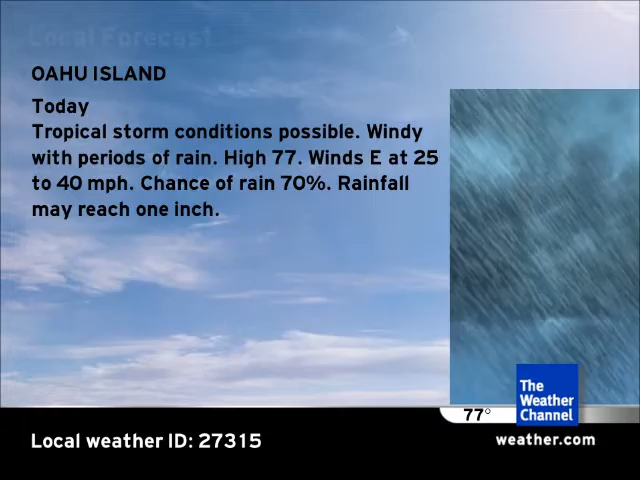 Local Forecast
OAHU ISLAND
Today
Tropical storm conditions possible. Windy
with periods of rain. High 77. Winds E at 25
to 40 mph. Chance of rain 70%. Rainfall
may reach one inch.
77°
The
Weather
Channel
Local weather ID: 27315
weather.com